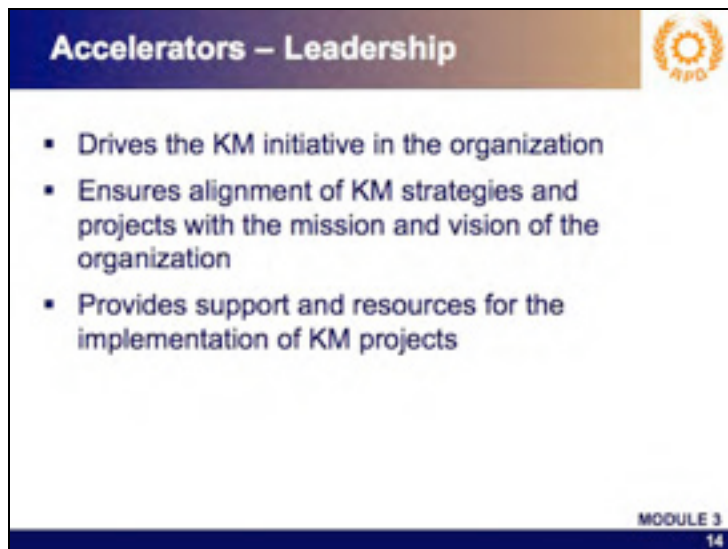 Accelerators – Leadership
APO
▪ Drives the KM initiative in the organization
▪ Ensures alignment of KM strategies and
projects with the mission and vision of the
organization
▪ Provides support and resources for the
implementation of KM projects
MODULE 3
14